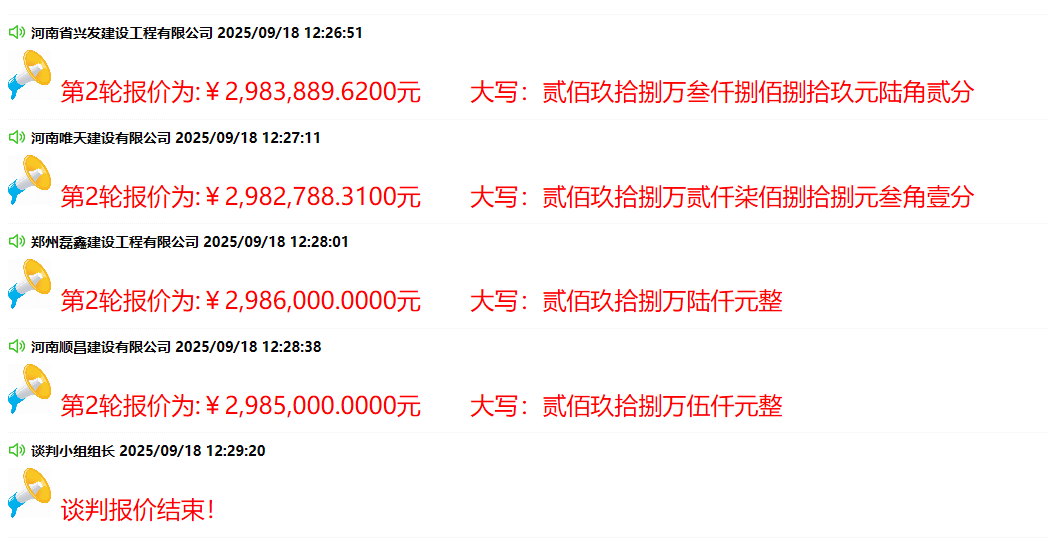 河南省兴发建设工程有限公司 2025/09/18 12:26:51
第2轮报价为:￥2,983,889.6200元 大写：贰佰玖拾捌万叁仟捌佰捌拾玖元陆角贰分
河南唯天建设有限公司 2025/09/18 12:27:11
第2轮报价为:￥2,982,788.3100元 大写：贰佰玖拾捌万贰仟柒佰捌拾捌元叁角壹分
郑州磊鑫建设工程有限公司 2025/09/18 12:28:01
第2轮报价为:￥2,986,000.0000元 大写：贰佰玖拾捌万陆仟元整
河南顺昌建设有限公司 2025/09/18 12:28:38
第2轮报价为:￥2,985,000.0000元 大写：贰佰玖拾捌万伍仟元整
谈判小组组长 2025/09/18 12:29:20
谈判报价结束！